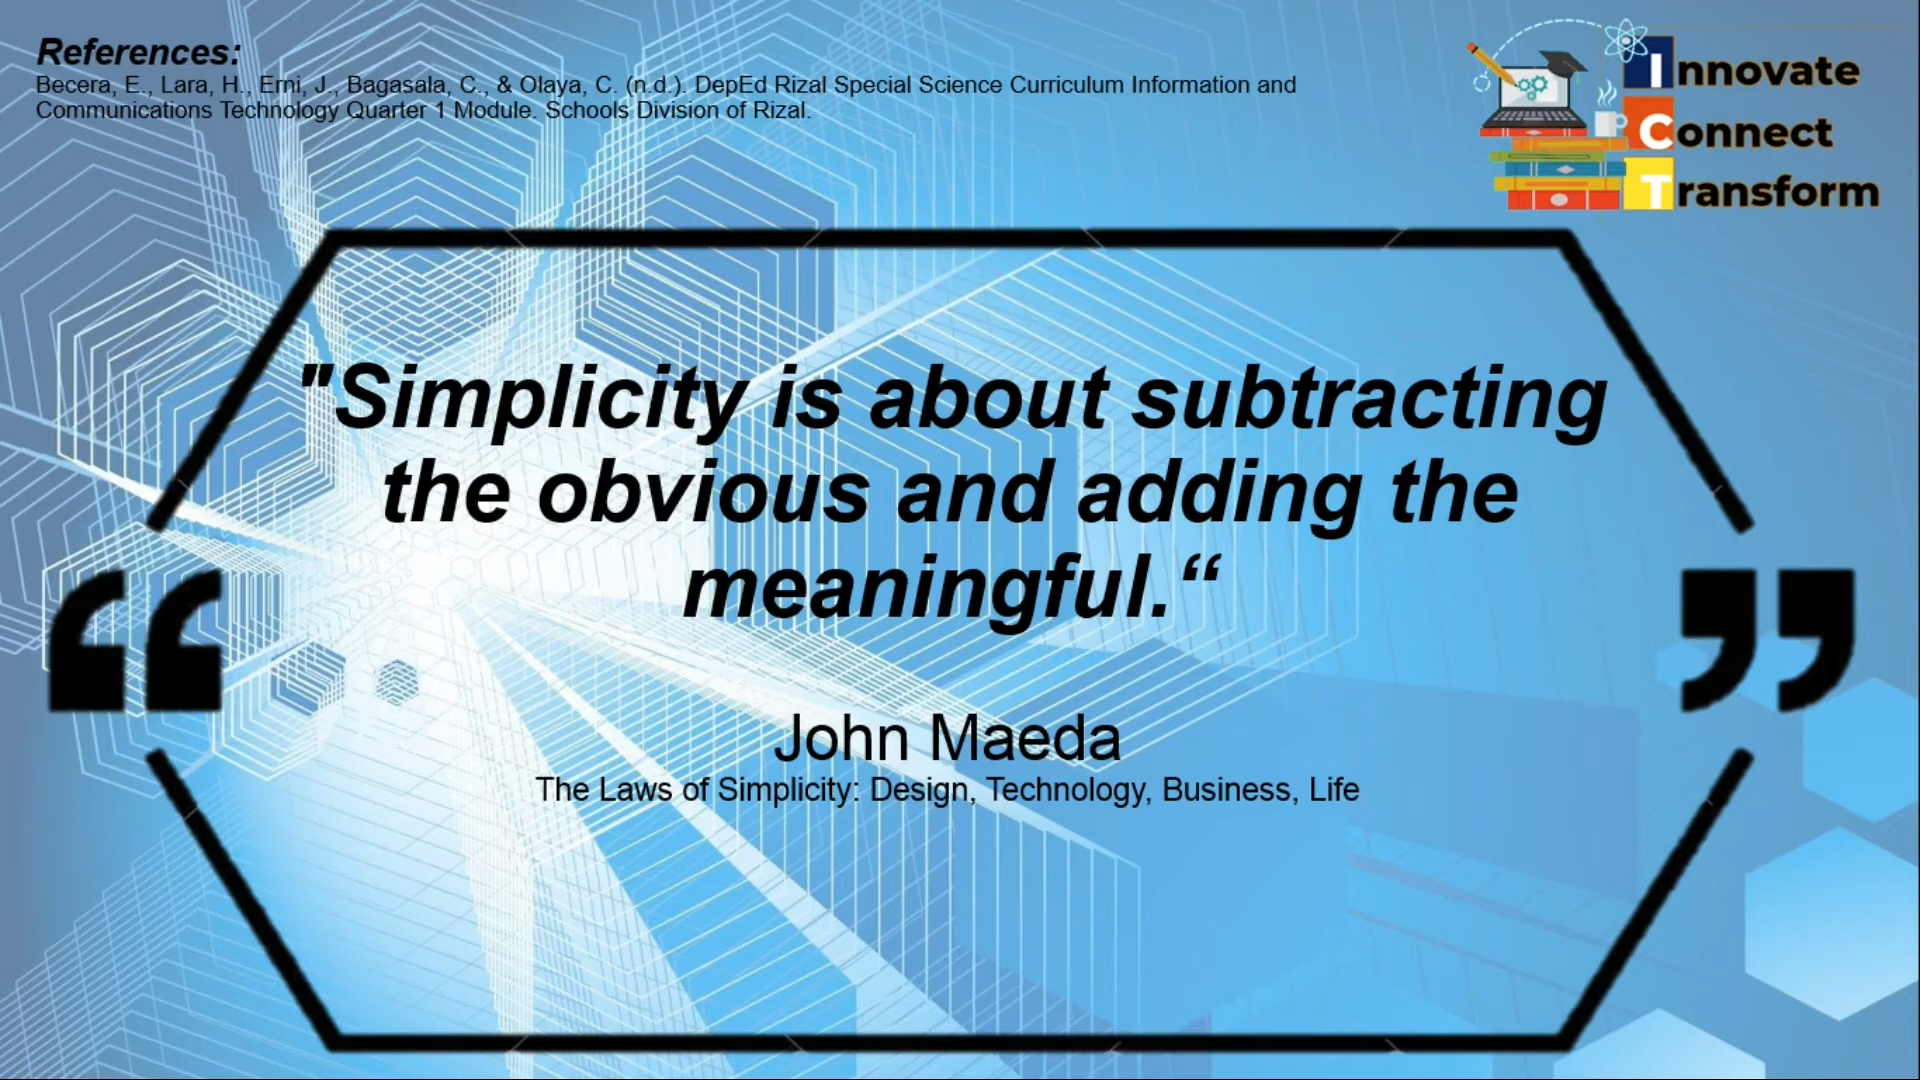 References:
Becera, E., Lara, H., Erni, J., Bagasala, C., & Olaya, C. (n.d.). DepEd Rizal Special Science Curriculum Information and
Communications Technology Quarter 1 Module. Schools Division of Rizal.
Innovate
Connect
Transform
"Simplicity is about subtracting
the obvious and adding the
meaningful.“
John Maeda
The Laws of Simplicity: Design, Technology, Business, Life